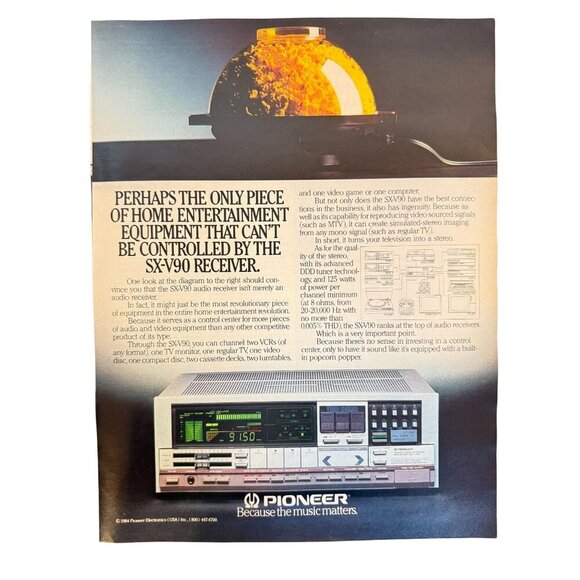 PERHAPS THE ONLY PIECE
OF HOME ENTERTAINMENT
EQUIPMENT THAT CAN'T
BE CONTROLLED BY THE
SX-V90 RECEIVER.
One look at the diagram to the right should con-
vince you that the SX-V90 audio receiver isn't merely an
audio receiver.
In fact, it might just be the most revolutionary piece
of equipment in the entire home entertainment revolution.
Because it serves as a control center for more pieces
of audio and video equipment than any other competitive
product of its type.
Through the SX-V90, you can channel two VCRs (of
any format), one TV monitor, one regular TV, one video
disc, one compact disc, two cassette decks, two turntables,
and one video game or one computer.
But not only does the SX-V90 have the best connec-
tions in the business, it also has ingenuity. Because as
well as its capability for reproducing video sourced signals
(such as MTV), it can create simulated-stereo imaging
from any mono signal (such as regular TV).
In short, it turns your television into a stereo.
As for the qual-
ity of the stereo,
with its advanced
DDD tuner technol-
ogy, and 125 watts
of power per
channel minimum
(at 8 ohms, from
20-20,000 Hz with
no more than
0.005% THD), the SX-V90 ranks at the top of audio receivers.
Which is a very important point.
Because there's no sense in investing in a control
center, only to have it sound like it's equipped with a built-
in popcorn popper.
91.50
PIONEER
PIONEER
Because the music matters.
© 1984 Pioneer Electronics (USA) Inc., (800) 447-4700.